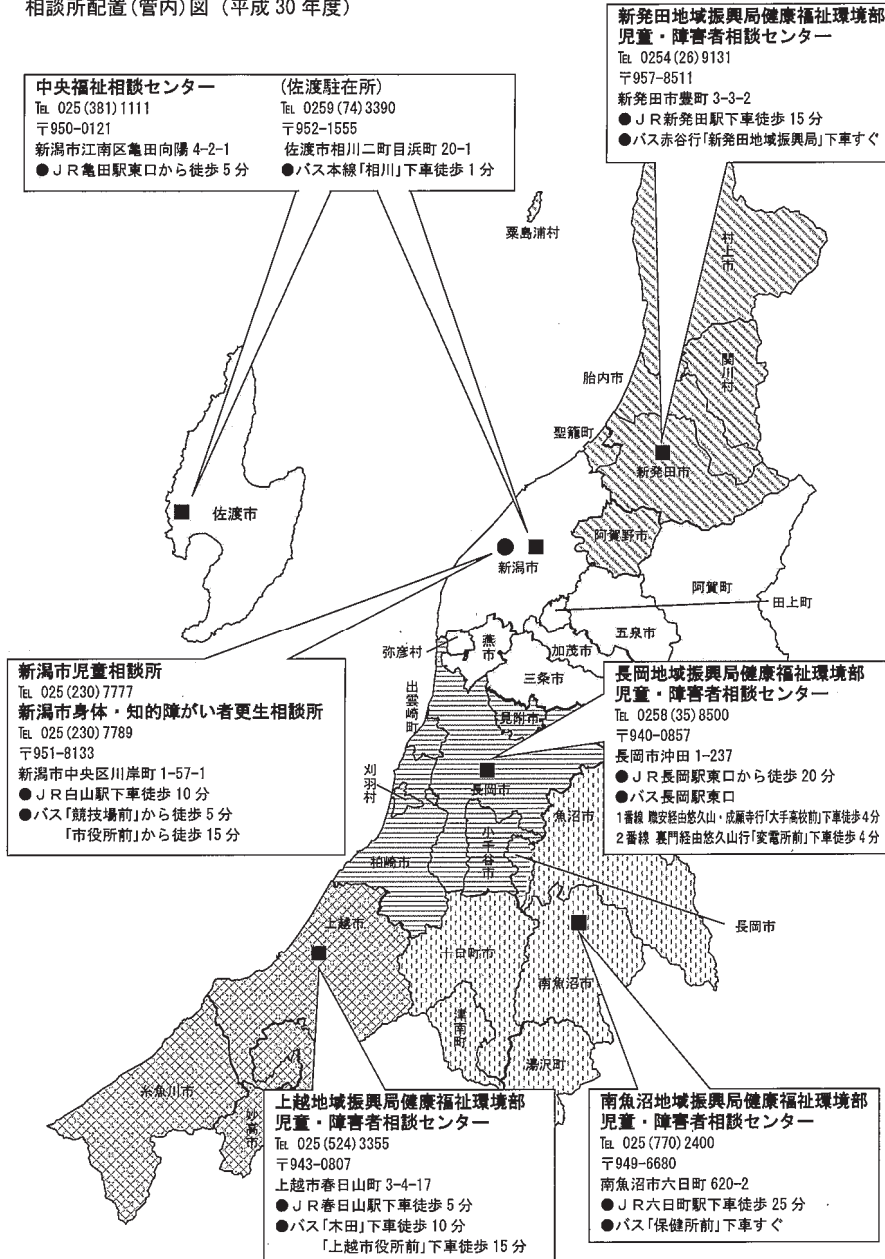 相談所配置(管内)図 (平成 30 年度)
新発田地域振興局健康福祉環境部
児童・障害者相談センター
℡ 0254(26)9131
〒957-8511
新発田市豊町 3-3-2
●ＪＲ新発田駅下車徒歩 15 分
●バス赤谷行「新発田地域振興局」下車すぐ
中央福祉相談センター
℡ 025(381)1111
〒950-0121
新潟市江南区亀田向陽 4-2-1
●ＪＲ亀田駅東口から徒歩 5 分
(佐渡駐在所)
℡ 0259(74)3390
〒952-1555
佐渡市相川二町目浜町 20-1
●バス本線「相川」下車徒歩 1 分
粟島浦村
村上市
関川村
胎内市
聖籠町
新発田市
佐渡市
阿賀野市
新潟市
阿賀町
田上町
五泉市
加茂市
燕市
弥彦村
三条市
新潟市児童相談所
℡ 025(230)7777
新潟市身体・知的障がい者更生相談所
℡ 025(230)7789
〒951-8133
新潟市中央区川岸町 1-57-1
●ＪＲ白山駅下車徒歩 10 分
●バス「競技場前」から徒歩 5 分
「市役所前」から徒歩 15 分
長岡地域振興局健康福祉環境部
児童・障害者相談センター
℡ 0258(35)8500
〒940-0857
長岡市沖田 1-237
●ＪＲ長岡駅東口から徒歩 20 分
●バス長岡駅東口
1番線 職安経由悠久山・成願寺行「大手高校前」下車徒歩4分
2番線 裏門経由悠久山行「変電所前」下車徒歩 4 分
出雲崎町
見附市
刈羽村
長岡市
魚沼市
小千谷市
柏崎市
長岡市
上越市
十日町市
南魚沼市
津南町
湯沢町
糸魚川市
妙高市
上越地域振興局健康福祉環境部
児童・障害者相談センター
℡ 025(524)3355
〒943-0807
上越市春日山町 3-4-17
●ＪＲ春日山駅下車徒歩 5 分
●バス「木田」下車徒歩 10 分
「上越市役所前」下車徒歩 15 分
南魚沼地域振興局健康福祉環境部
児童・障害者相談センター
℡ 025(770)2400
〒949-6680
南魚沼市六日町 620-2
●ＪＲ六日町駅下車徒歩 25 分
●バス「保健所前」下車すぐ